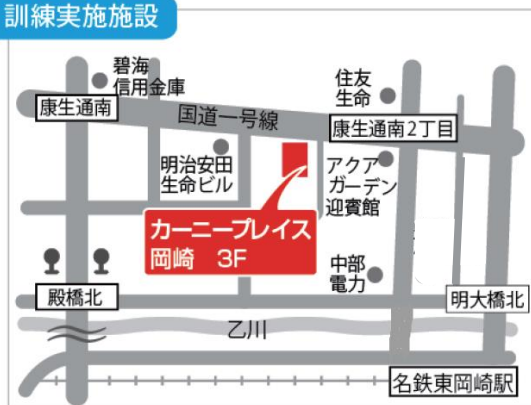 訓練実施施設
碧海
信用金庫
住友
生命
康生通南
国道一号線
康生通南2丁目
明治安田
生命ビル
アクア
ガーデン
迎賓館
カーニープレイス
岡崎 3F
中部
電力
殿橋北
明大橋北
乙川
名鉄東岡崎駅